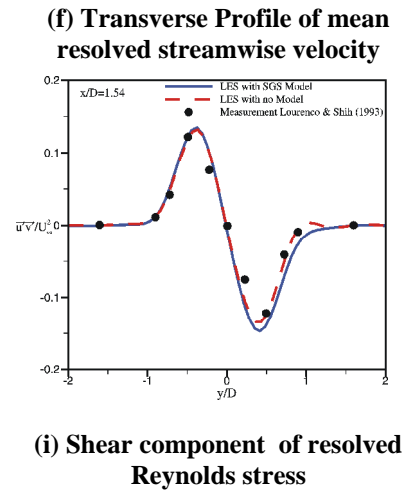 (f) Transverse Profile of mean
resolved streamwise velocity
0.2
x/D=1.54
LES with SGS Model
LES with no Model
Measurement Lourenco & Shih (1993)
0.1
u'v'/U²∞
0
-0.1
-0.2
-2
-1
0
1
2
y/D
(i) Shear component of resolved
Reynolds stress